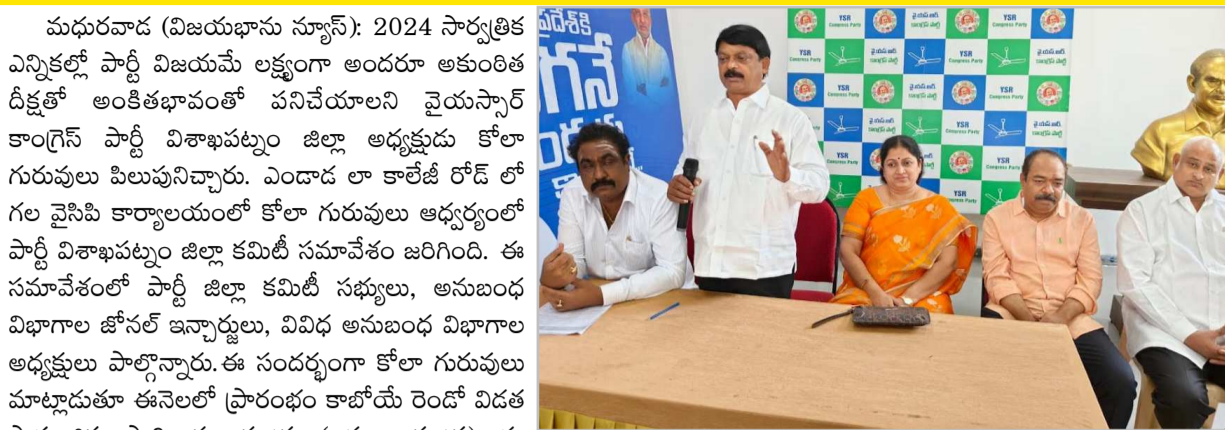 మధురవాడ (విజయభాను న్యూస్): 2024 సార్వత్రిక
ఎన్నికల్లో పార్టీ విజయమే లక్ష్యంగా అందరూ అకుంఠిత
దీక్షతో అంకితభావంతో పనిచేయాలని వైయస్సార్
కాంగ్రెస్ పార్టీ విశాఖపట్నం జిల్లా అధ్యక్షుడు కోలా
గురువులు పిలుపునిచ్చారు. ఎండాడ లా కాలేజీ రోడ్ లో
గల వైసిపి కార్యాలయంలో కోలా గురువులు ఆధ్వర్యంలో
పార్టీ విశాఖపట్నం జిల్లా కమిటీ సమావేశం జరిగింది. ఈ
సమావేశంలో పార్టీ జిల్లా కమిటీ సభ్యులు, అనుబంధ
విభాగాల జోనల్ ఇన్చార్జులు, వివిధ అనుబంధ విభాగాల
అధ్యక్షులు పాల్గొన్నారు.ఈ సందర్భంగా కోలా గురువులు
మాట్లాడుతూ ఈనెలలో ప్రారంభం కాబోయే రెండో విడత
YSR
Congress Party
వై.యస్.ఆర్.
కాంగ్రెస్ పార్టీ